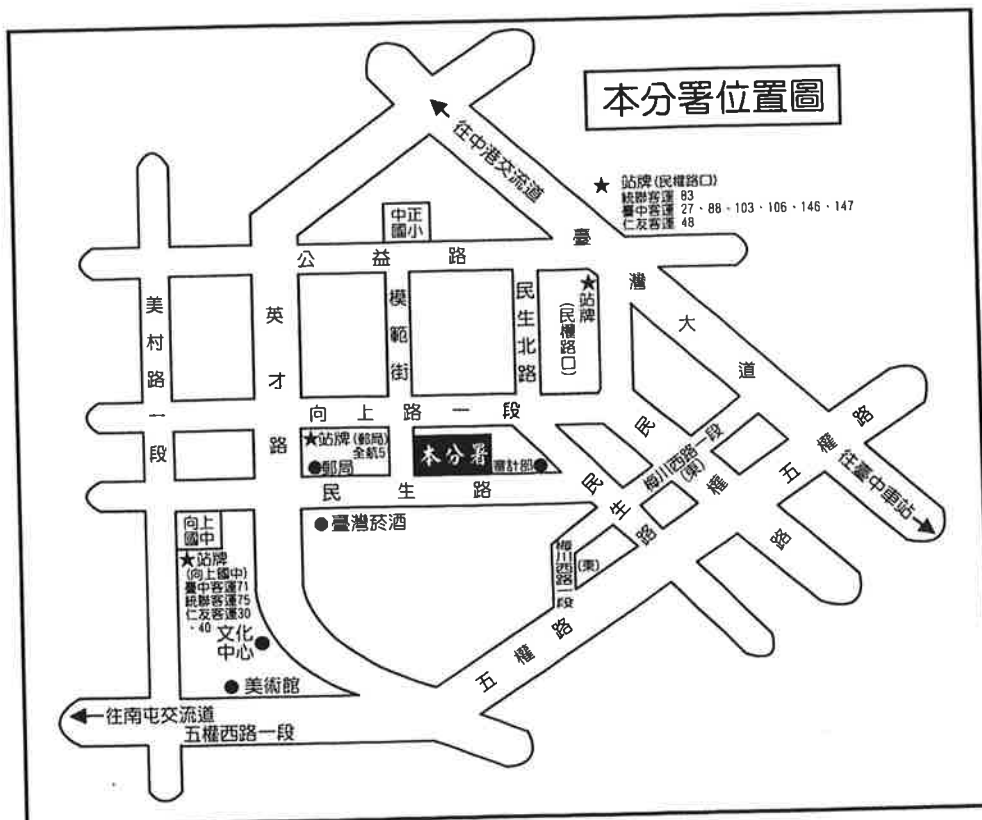 本分署位置圖
往中港交流道
★ 站牌(民權路口)
統聯客運 83
臺中客運 27、88、103、106、146、147
仁友客運 48
中正
國小
公益路
臺灣大道
美村路一段
英才路
模範街
民生北路
★站牌
(民權路口)
向上路一段
★站牌(郵局)
全航5
●郵局
本分署
審計部●
民生路
民生
民權路
梅川西路一段
(東)
五權路
往臺中車站
●臺灣菸酒
向上
國中
★站牌
(向上國中)
臺中客運71
統聯客運75
仁友客運30
、40
文化
中心●
●美術館
梅川西路一段
(東)
五權路
往南屯交流道
五權西路一段